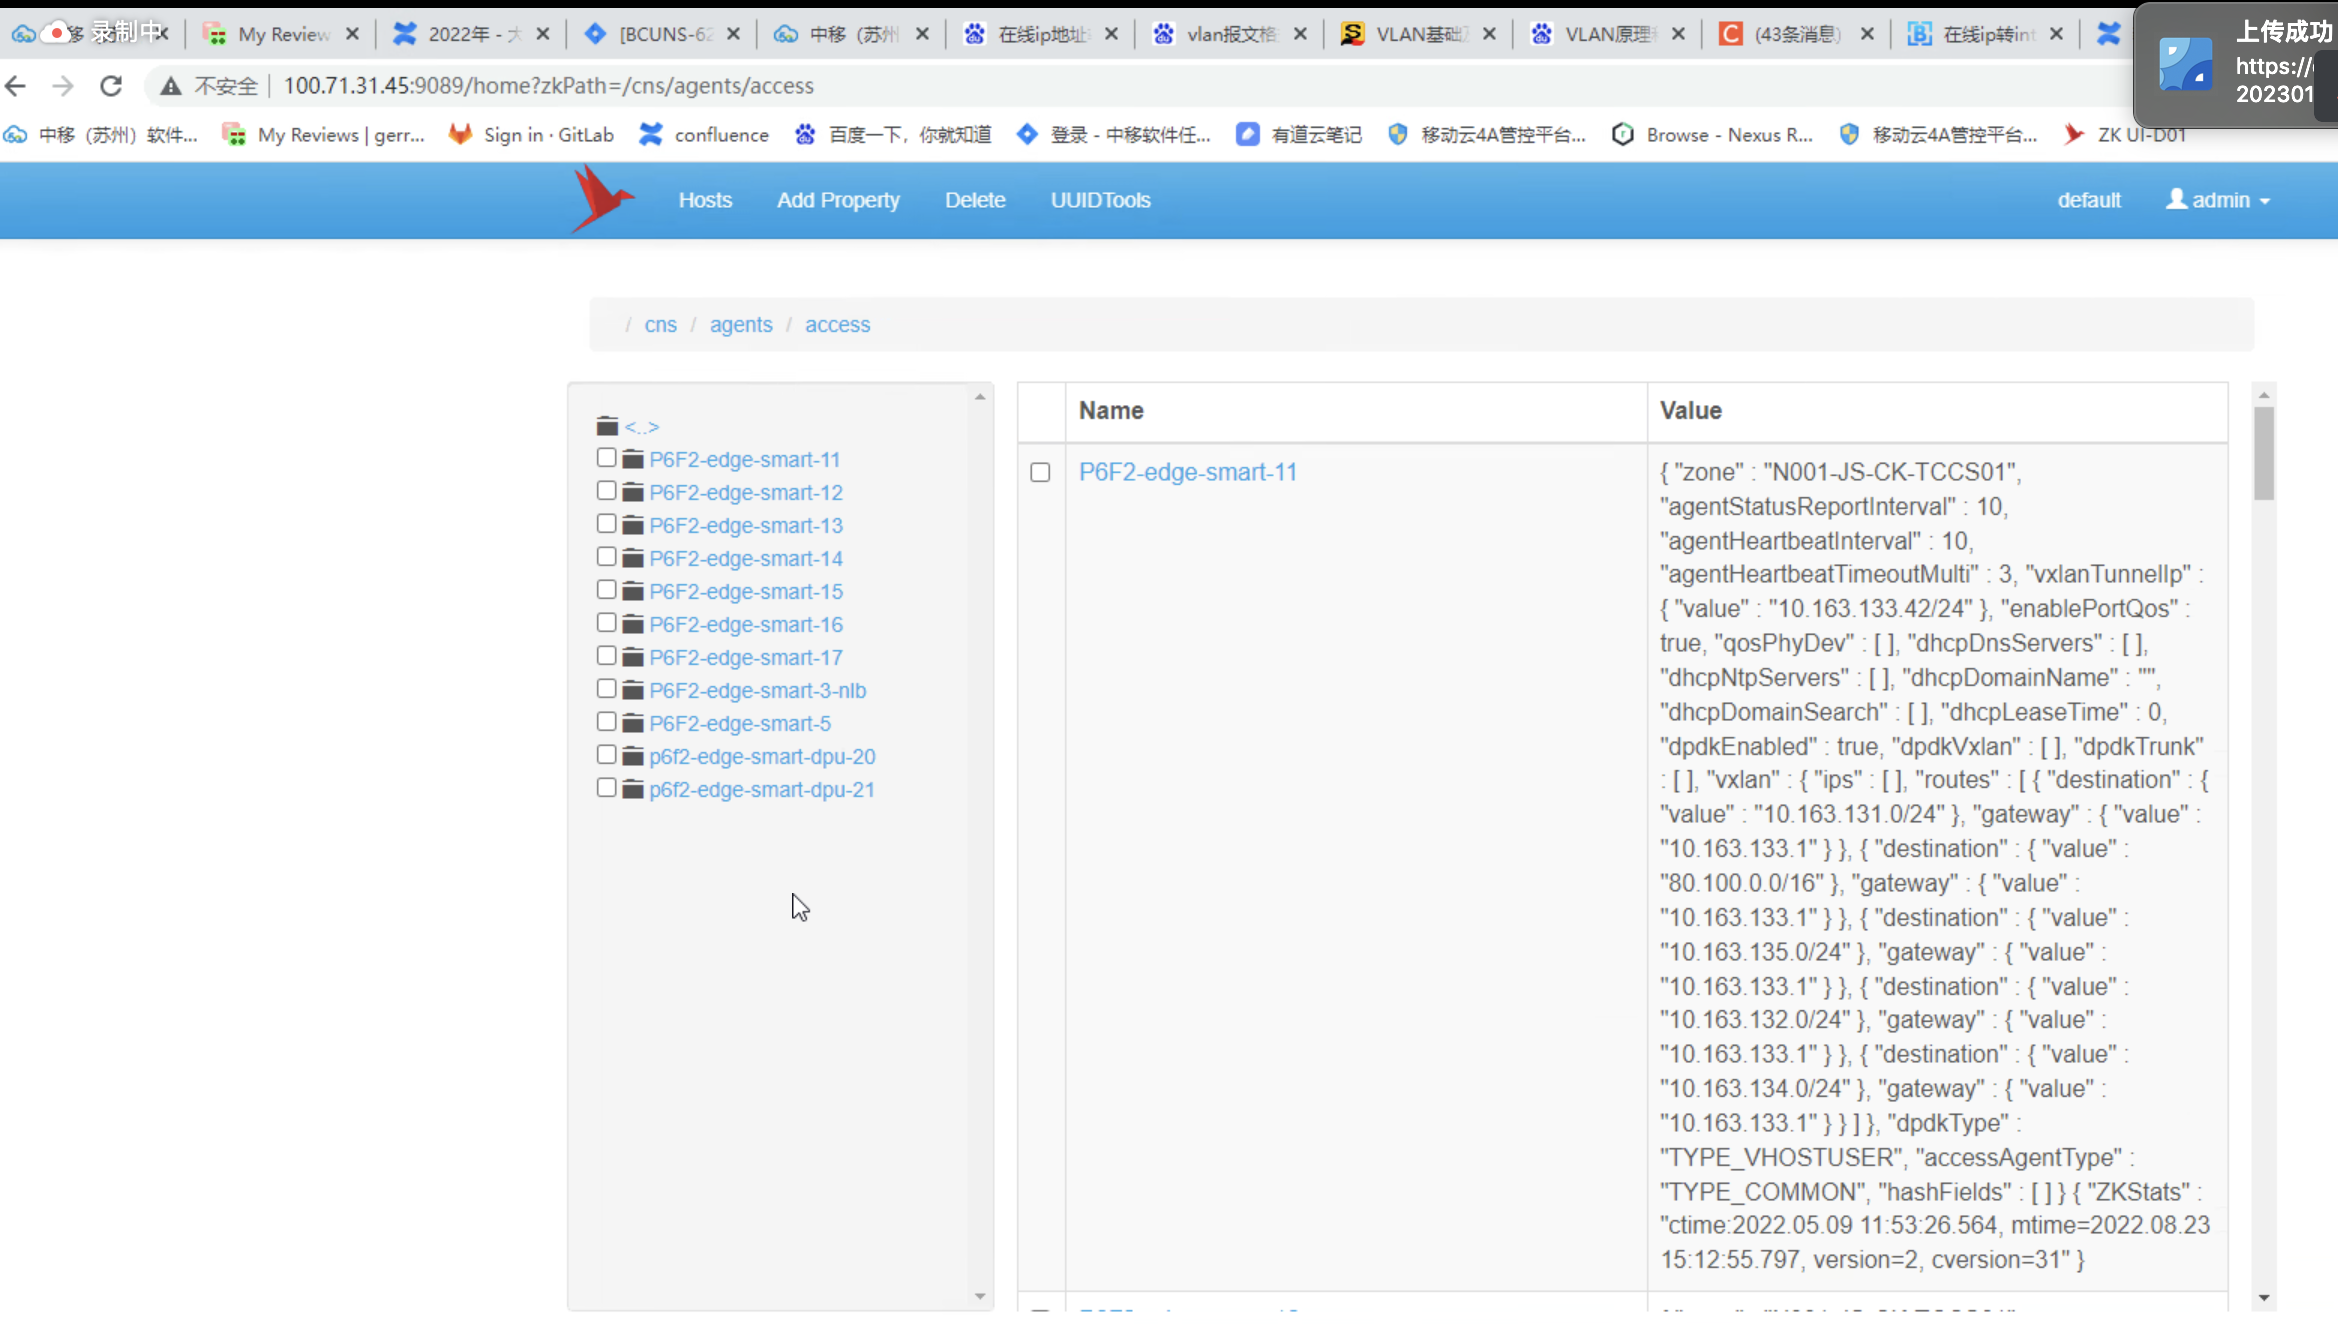 移 录制中
My Review
2022年 - 大
[BCUNS-62
中移（苏州
在线ip地址
vlan报文格
VLAN基础
VLAN原理
(43条消息)
在线ip转int
上传成功
https://
202301
不安全 | 100.71.31.45:9089/home?zkPath=/cns/agents/access
中移（苏州）软件...
My Reviews | gerr...
Sign in · GitLab
confluence
百度一下，你就知道
登录 - 中移软件任...
有道云笔记
移动云4A管控平台...
Browse - Nexus R...
移动云4A管控平台...
ZK UI-D01
Hosts
Add Property
Delete
UUIDTools
default
admin
/ cns / agents / access
<..>
P6F2-edge-smart-11
P6F2-edge-smart-12
P6F2-edge-smart-13
P6F2-edge-smart-14
P6F2-edge-smart-15
P6F2-edge-smart-16
P6F2-edge-smart-17
P6F2-edge-smart-3-nlb
P6F2-edge-smart-5
p6f2-edge-smart-dpu-20
p6f2-edge-smart-dpu-21
Name
Value
P6F2-edge-smart-11
{ "zone" : "N001-JS-CK-TCCS01",
"agentStatusReportInterval" : 10,
"agentHeartbeatInterval" : 10,
"agentHeartbeatTimeoutMulti" : 3, "vxlanTunnelIp" :
{ "value" : "10.163.133.42/24" }, "enablePortQos" :
true, "qosPhyDev" : [ ], "dhcpDnsServers" : [ ],
"dhcpNtpServers" : [ ], "dhcpDomainName" : "",
"dhcpDomainSearch" : [ ], "dhcpLeaseTime" : 0,
"dpdkEnabled" : true, "dpdkVxlan" : [ ], "dpdkTrunk"
: [ ], "vxlan" : { "ips" : [ ], "routes" : [ { "destination" : {
"value" : "10.163.131.0/24" }, "gateway" : { "value" :
"10.163.133.1" } }, { "destination" : { "value" :
"80.100.0.0/16" }, "gateway" : { "value" :
"10.163.133.1" } }, { "destination" : { "value" :
"10.163.135.0/24" }, "gateway" : { "value" :
"10.163.133.1" } }, { "destination" : { "value" :
"10.163.132.0/24" }, "gateway" : { "value" :
"10.163.133.1" } }, { "destination" : { "value" :
"10.163.134.0/24" }, "gateway" : { "value" :
"10.163.133.1" } } ] }, "dpdkType" :
"TYPE_VHOSTUSER", "accessAgentType" :
"TYPE_COMMON", "hashFields" : [ ] } { "ZKStats" :
"ctime:2022.05.09 11:53:26.564, mtime=2022.08.23
15:12:55.797, version=2, cversion=31" }